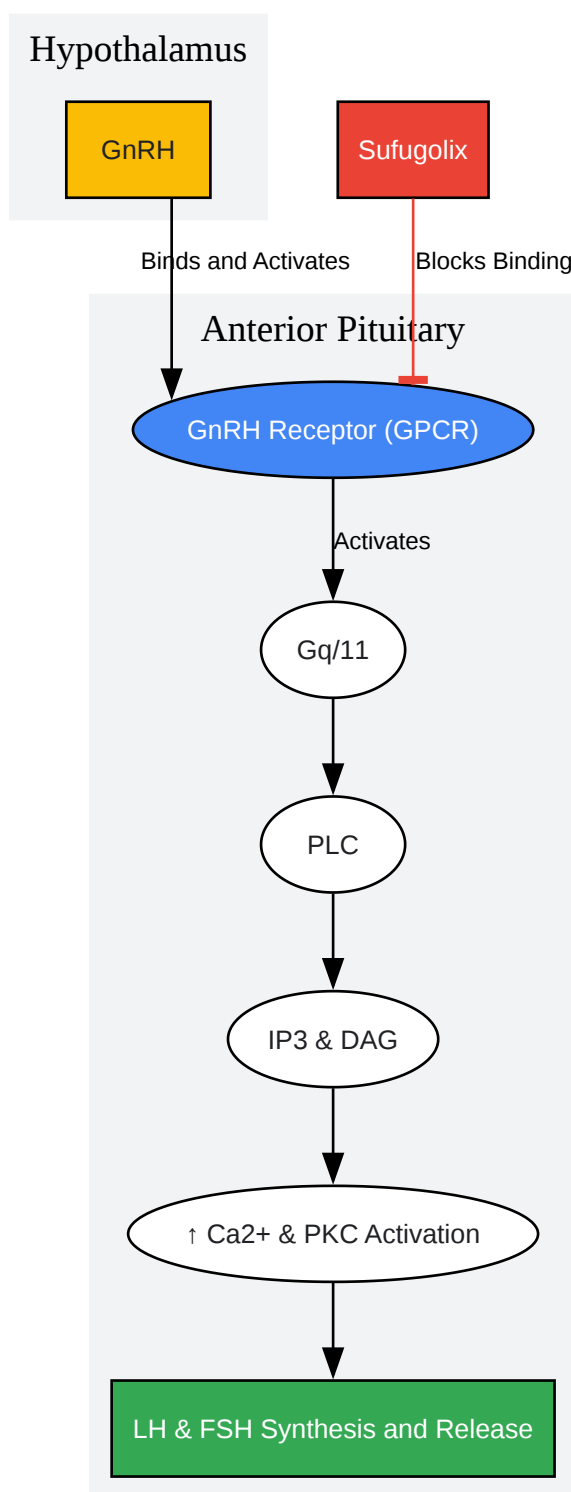 Hypothalamus
GnRH
Sufugolix
Binds and Activates
Blocks Binding
Anterior Pituitary
GnRH Receptor (GPCR)
Activates
Gq/11
PLC
IP3 & DAG
↑ Ca2+ & PKC Activation
LH & FSH Synthesis and Release